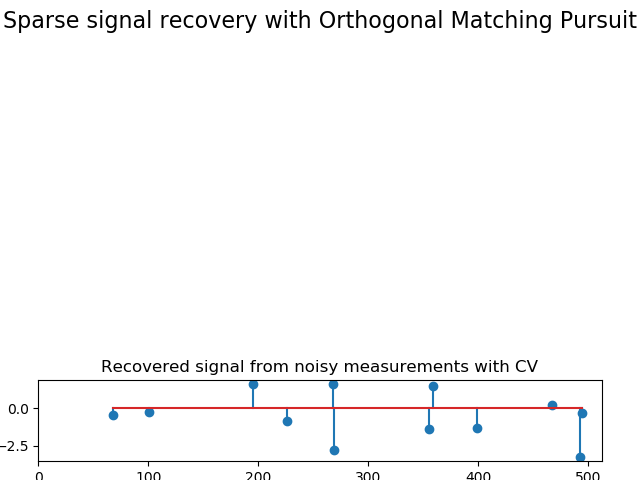 Sparse signal recovery with Orthogonal Matching Pursuit
Recovered signal from noisy measurements with CV
0.0
−2.5
0 100 200 300 400 500